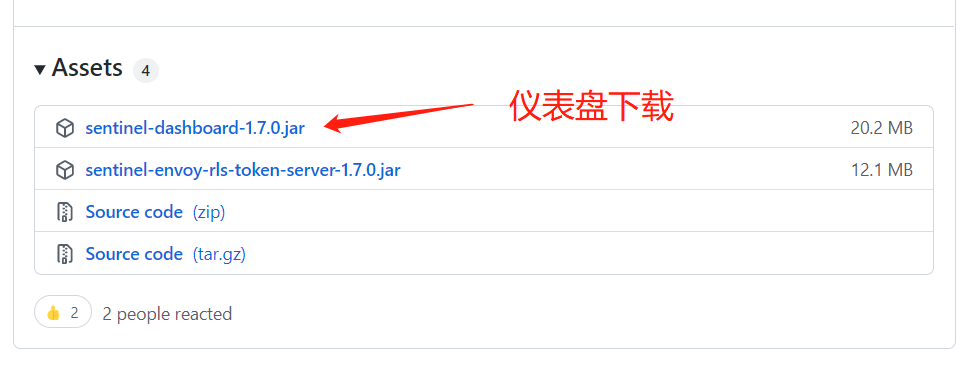 Assets 4
仪表盘下载
sentinel-dashboard-1.7.0.jar 20.2 MB
sentinel-envoy-rls-token-server-1.7.0.jar 12.1 MB
Source code (zip)
Source code (tar.gz)
2 2 people reacted